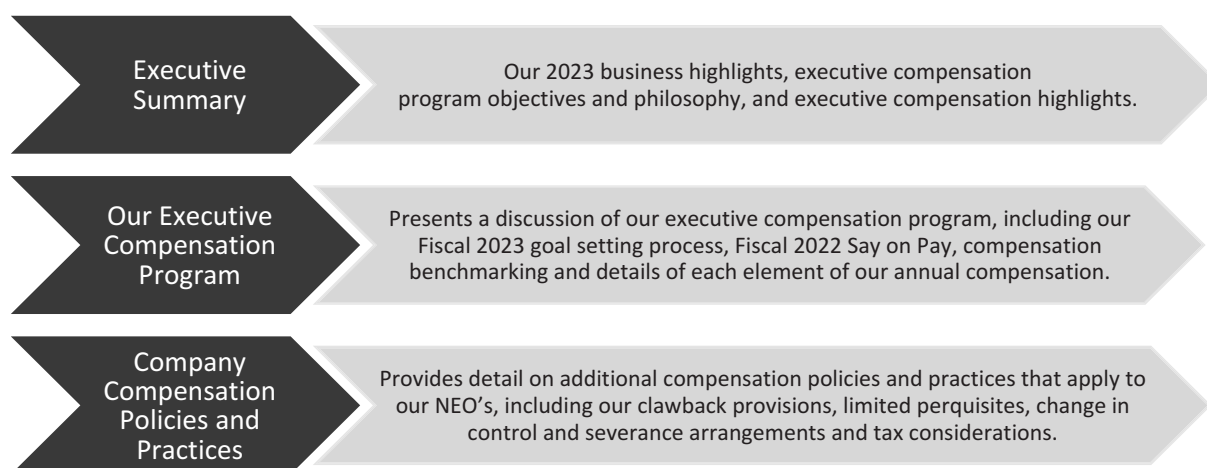 Executive
Summary
Our 2023 business highlights, executive compensation
program objectives and philosophy, and executive compensation highlights.
Our Executive
Compensation
Program
Presents a discussion of our executive compensation program, including our
Fiscal 2023 goal setting process, Fiscal 2022 Say on Pay, compensation
benchmarking and details of each element of our annual compensation.
Company
Compensation
Policies and
Practices
Provides detail on additional compensation policies and practices that apply to
our NEO’s, including our clawback provisions, limited perquisites, change in
control and severance arrangements and tax considerations.